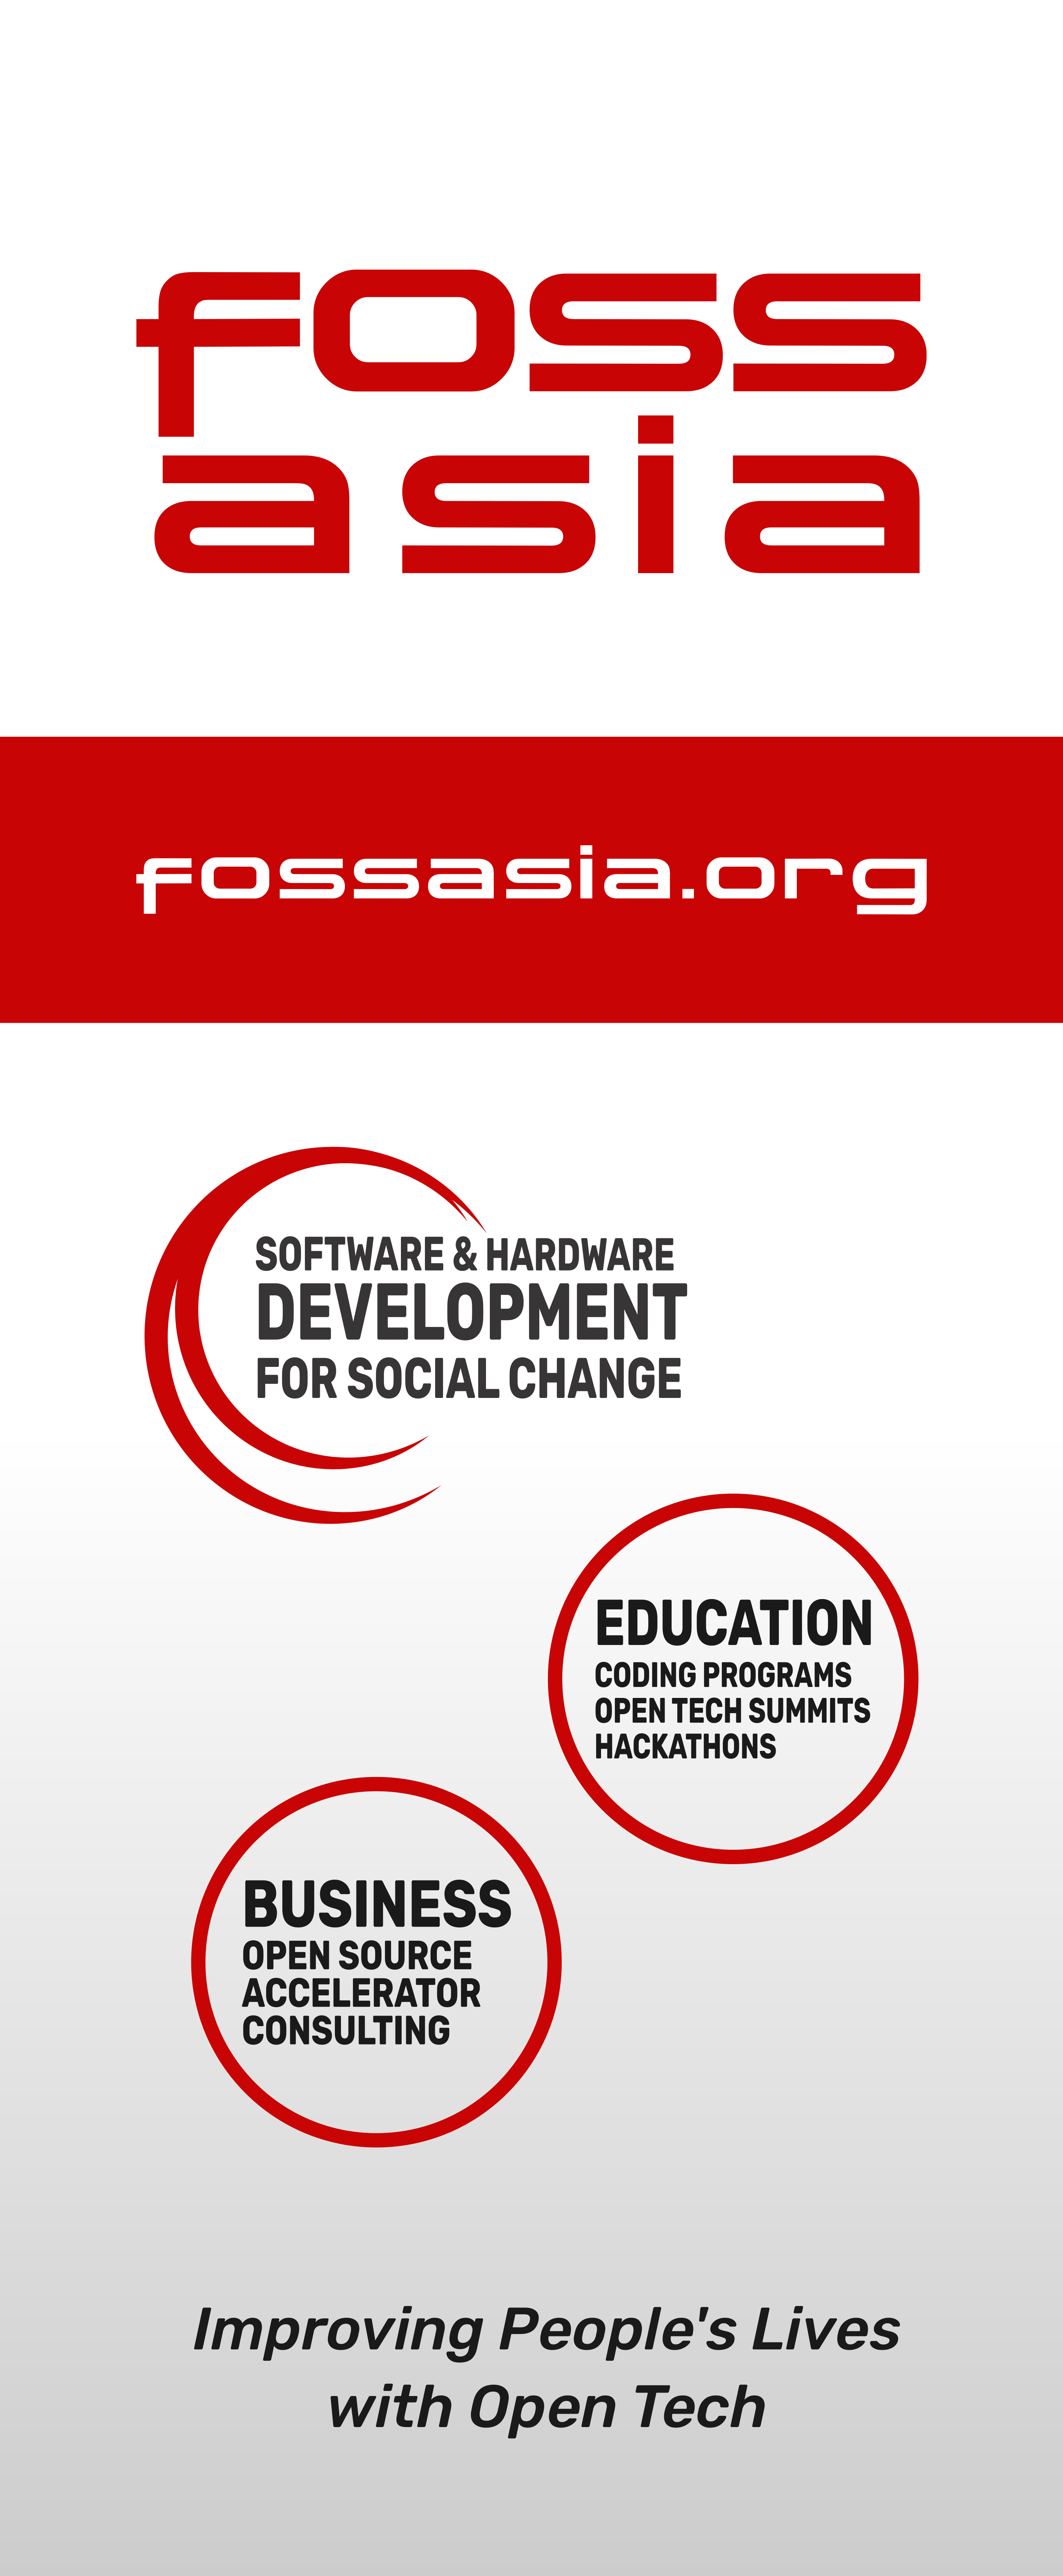 foss
asia
fossasia.org
SOFTWARE & HARDWARE
DEVELOPMENT
FOR SOCIAL CHANGE
EDUCATION
CODING PROGRAMS
OPEN TECH SUMMITS
HACKATHONS
BUSINESS
OPEN SOURCE
ACCELERATOR
CONSULTING
Improving People's Lives
with Open Tech